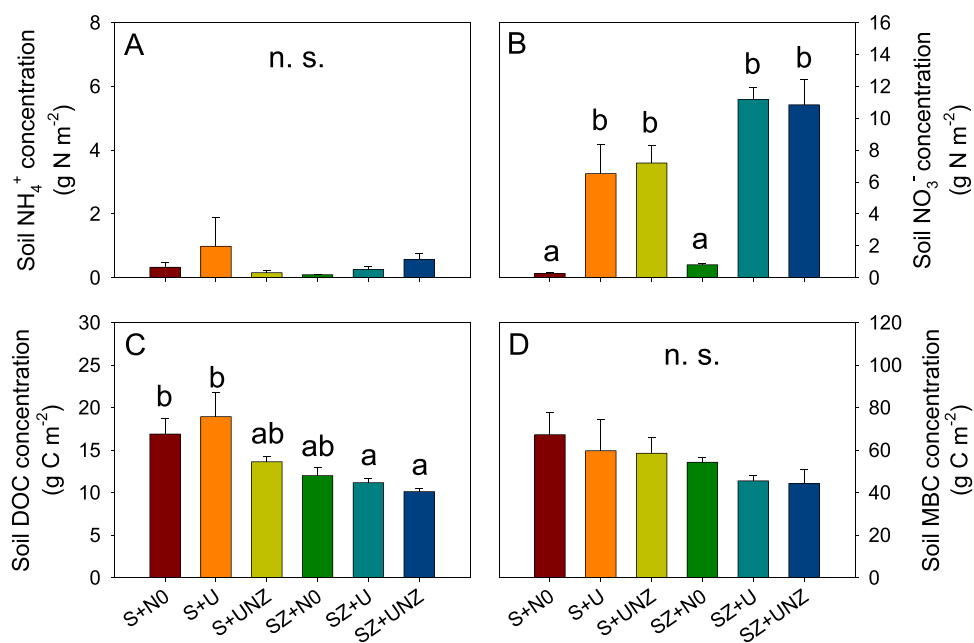 Soil NH₄⁺ concentration
(g N m⁻²)
8
6
4
2
0
A
n. s.
B
a
b
b
a
b
b
16
14
12
10
8
6
4
2
0
Soil NO₃⁻ concentration
(g N m⁻²)
Soil DOC concentration
(g C m⁻²)
30
25
20
15
10
5
0
C
b
b
ab
ab
a
a
D
n. s.
120
100
80
60
40
20
0
Soil MBC concentration
(g C m⁻²)
S+N0
S+U
S+UNZ
SZ+N0
SZ+U
SZ+UNZ
S+N0
S+U
S+UNZ
SZ+N0
SZ+U
SZ+UNZ